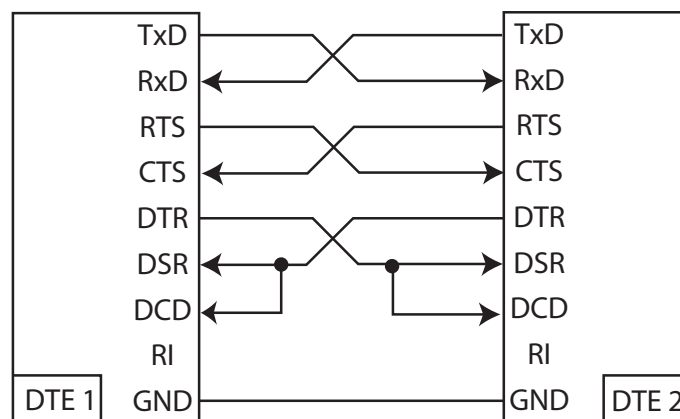 TxD TxD
RxD RxD
RTS RTS
CTS CTS
DTR DTR
DSR DSR
DCD DCD
RI RI
DTE 1 GND GND DTE 2